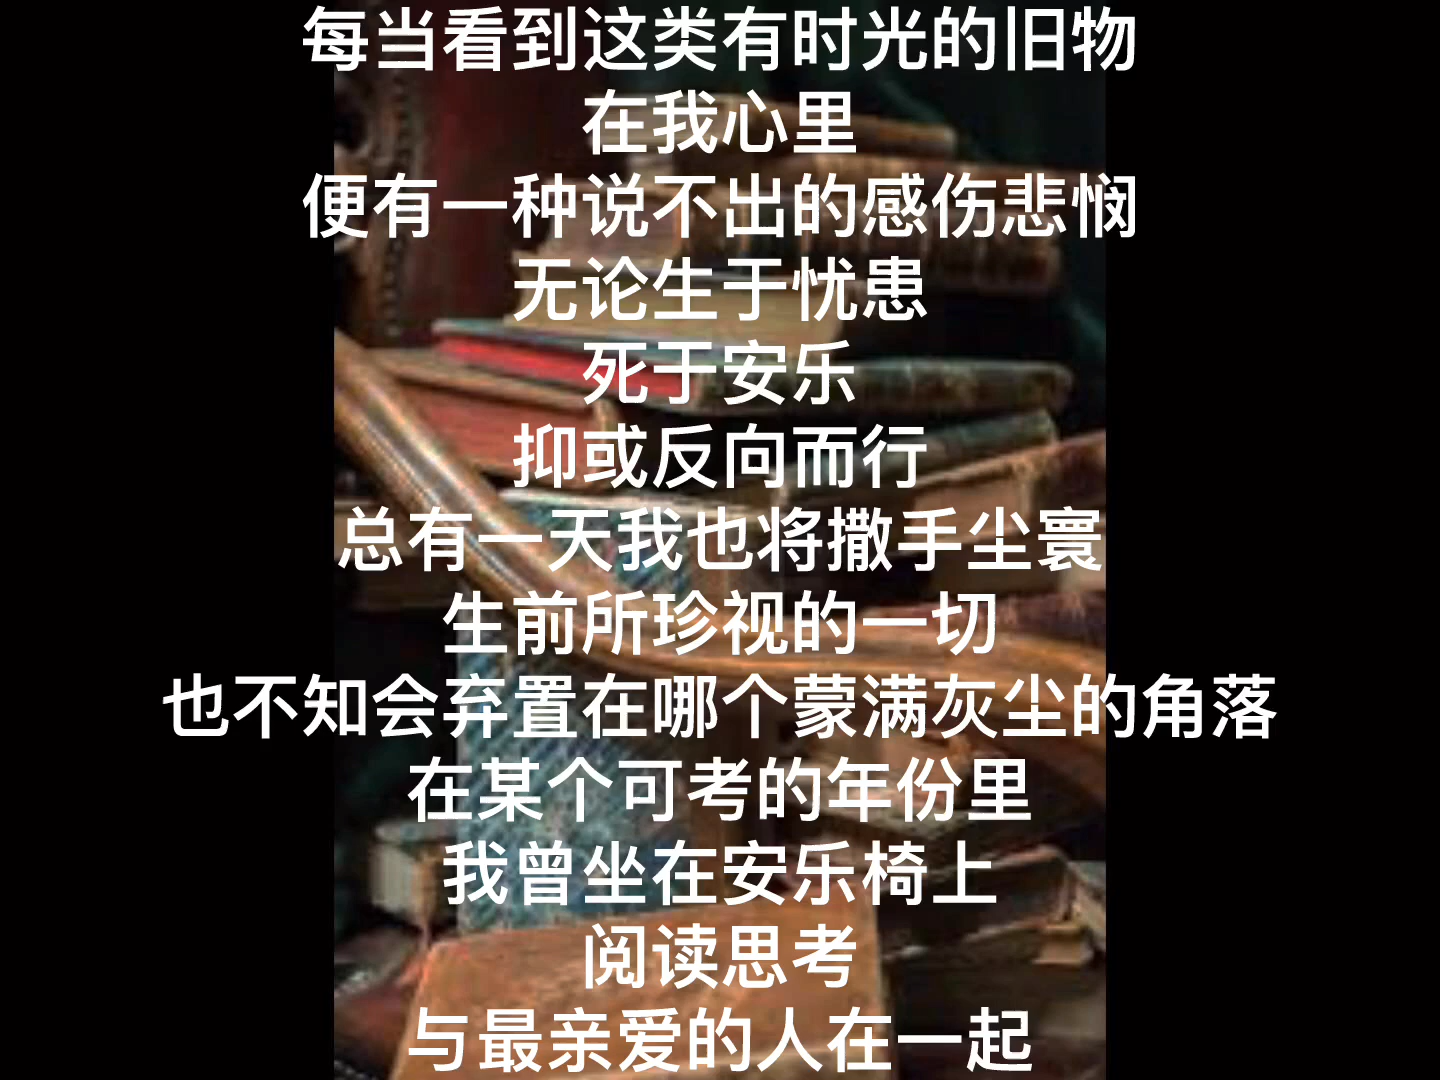 每当看到这类有时光的旧物
在我心里
便有一种说不出的感伤悲悯
无论生于忧患
死于安乐
抑或反向而行
总有一天我也将撒手尘寰
生前所珍视的一切
也不知会弃置在哪个蒙满灰尘的角落
在某个可考的年份里
我曾坐在安乐椅上
阅读思考
与最亲爱的人在一起